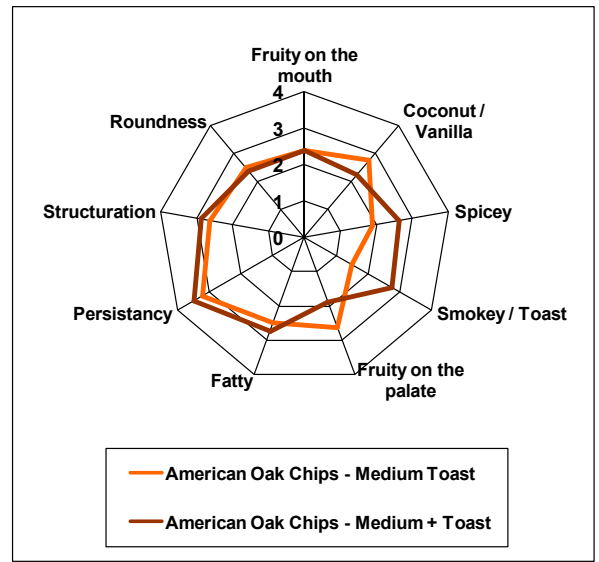 Fruity on the
mouth
4
Coconut /
Vanilla
Roundness
3
2
Structuration
Spicey
1
0
Persistancy
Smokey / Toast
Fatty
Fruity on the
palate
American Oak Chips - Medium Toast
American Oak Chips - Medium + Toast